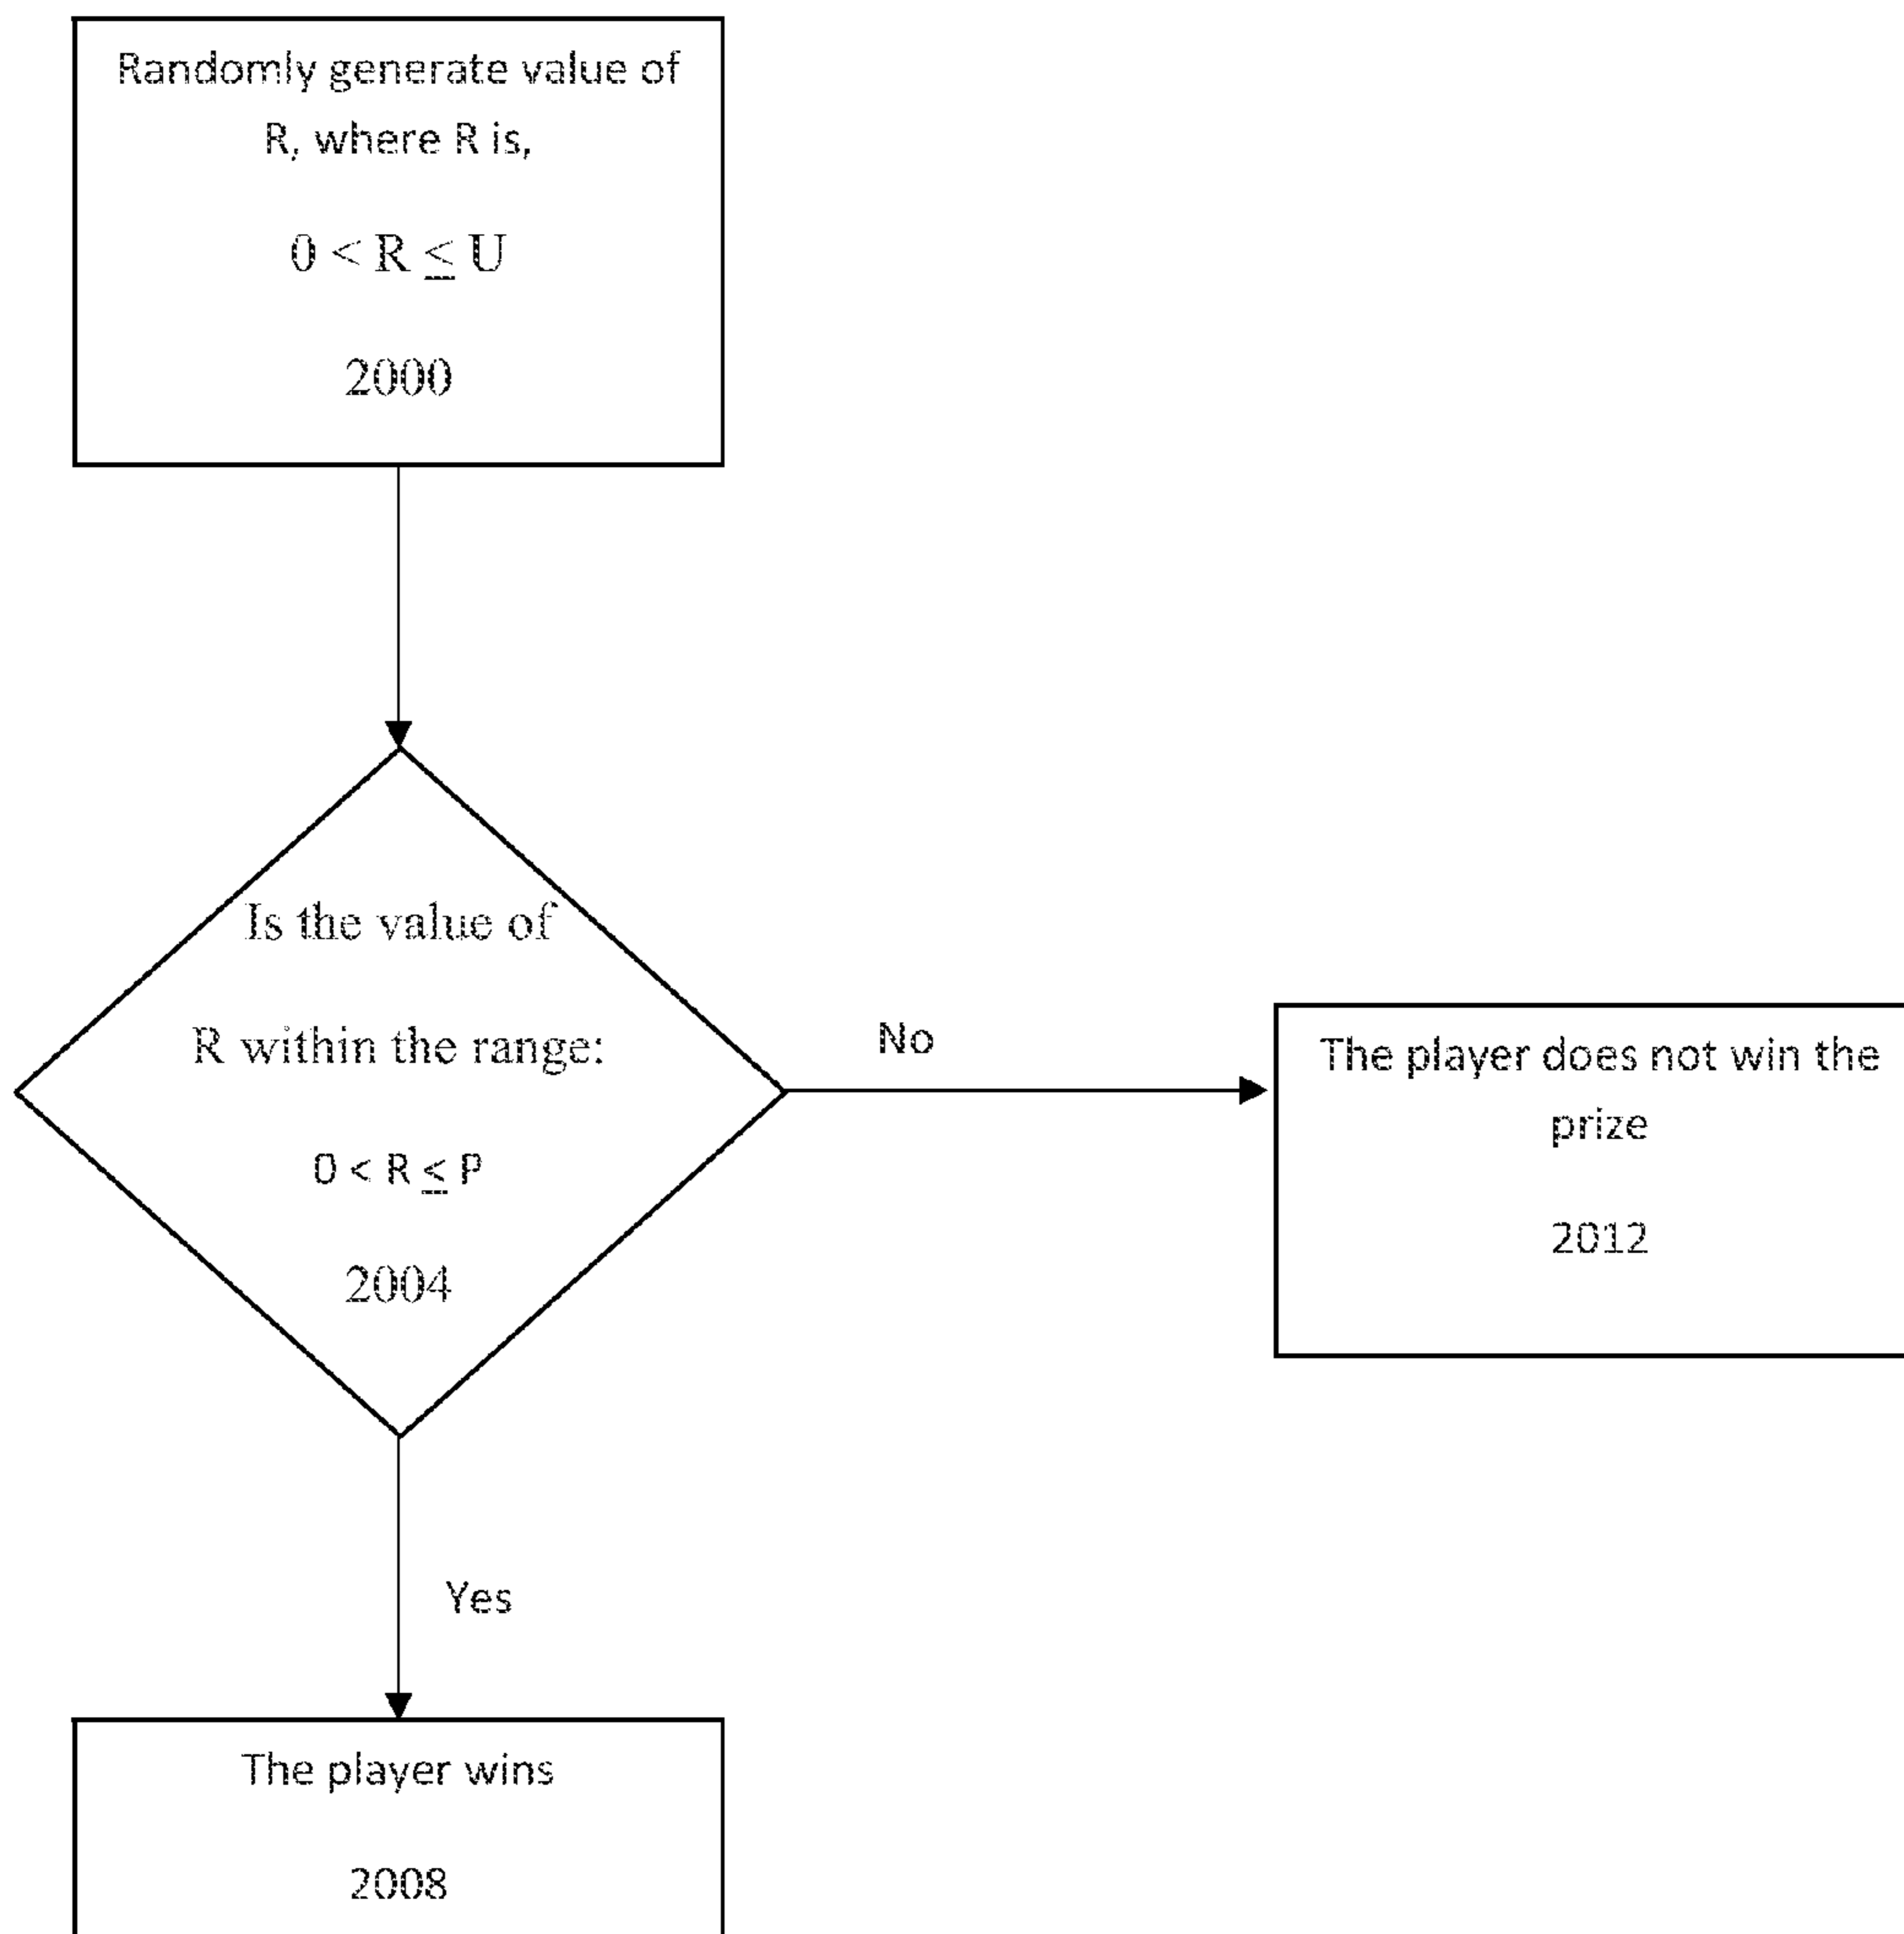 Randomly generate value of
R, where R is,
0 < R ≤ U
2000
Is the value of
R within the range:
0 < R ≤ P
2004
No
The player does not win the
prize
2012
Yes
The player wins
2008